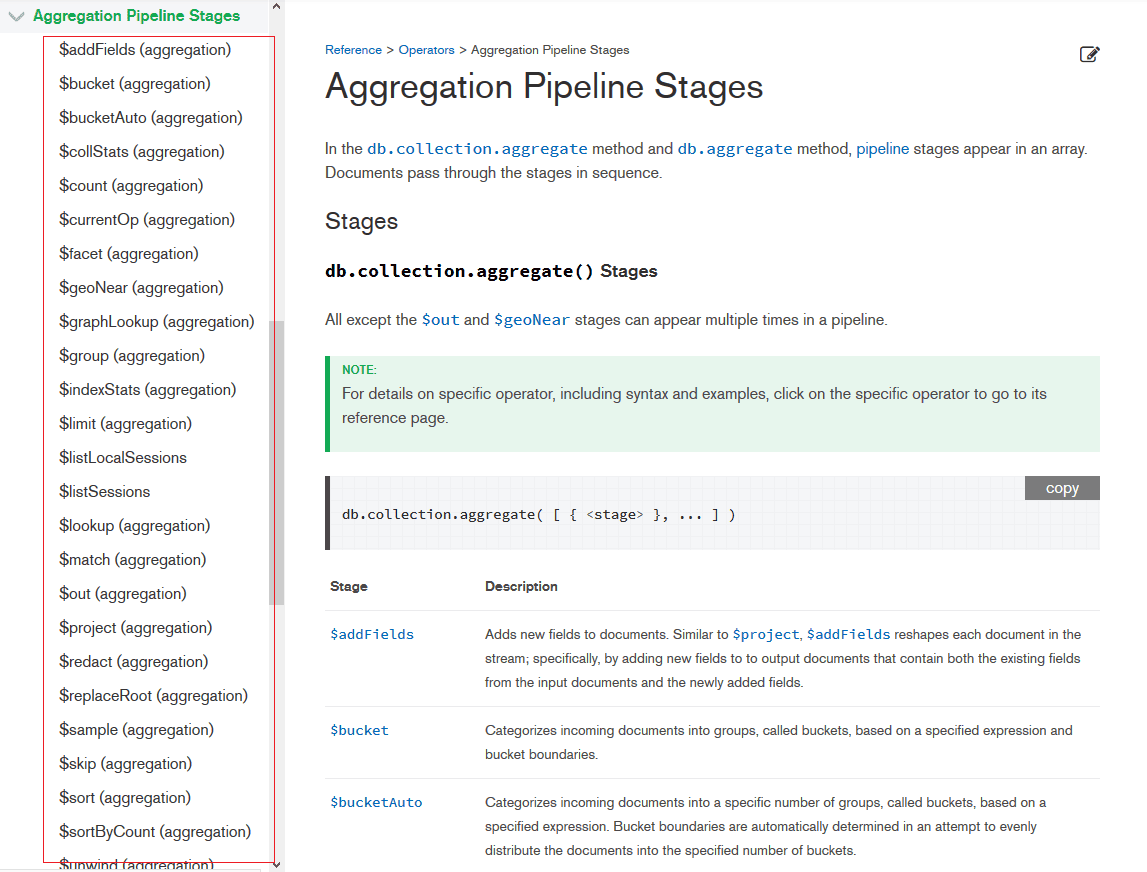 Aggregation Pipeline Stages
$addFields (aggregation)
$bucket (aggregation)
$bucketAuto (aggregation)
$collStats (aggregation)
$count (aggregation)
$currentOp (aggregation)
$facet (aggregation)
$geoNear (aggregation)
$graphLookup (aggregation)
$group (aggregation)
$indexStats (aggregation)
$limit (aggregation)
$listLocalSessions
$listSessions
$lookup (aggregation)
$match (aggregation)
$out (aggregation)
$project (aggregation)
$redact (aggregation)
$replaceRoot (aggregation)
$sample (aggregation)
$skip (aggregation)
$sort (aggregation)
$sortByCount (aggregation)
$unwind (aggregation)
Reference > Operators > Aggregation Pipeline Stages
Aggregation Pipeline Stages
In the db.collection.aggregate method and db.aggregate method, pipeline stages appear in an array.
Documents pass through the stages in sequence.
Stages
db.collection.aggregate() Stages
All except the $out and $geoNear stages can appear multiple times in a pipeline.
NOTE:
For details on specific operator, including syntax and examples, click on the specific operator to go to its
reference page.
copy
db.collection.aggregate( [ { <stage> }, ... ] )
Stage Description
$addFields Adds new fields to documents. Similar to $project, $addFields reshapes each document in the
stream; specifically, by adding new fields to to output documents that contain both the existing fields
from the input documents and the newly added fields.
$bucket Categorizes incoming documents into groups, called buckets, based on a specified expression and
bucket boundaries.
$bucketAuto Categorizes incoming documents into a specific number of groups, called buckets, based on a
specified expression. Bucket boundaries are automatically determined in an attempt to evenly
distribute the documents into the specified number of buckets.